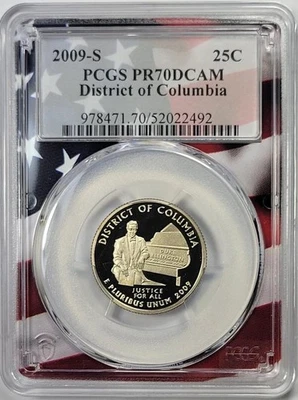 2009-S 25C
PCGS PR70DCAM
District of Columbia
978471.70/52022492
DISTRICT OF COLUMBIA
DUKE
ELLINGTON
JUSTICE
FOR ALL
E PLURIBUS UNUM 2009